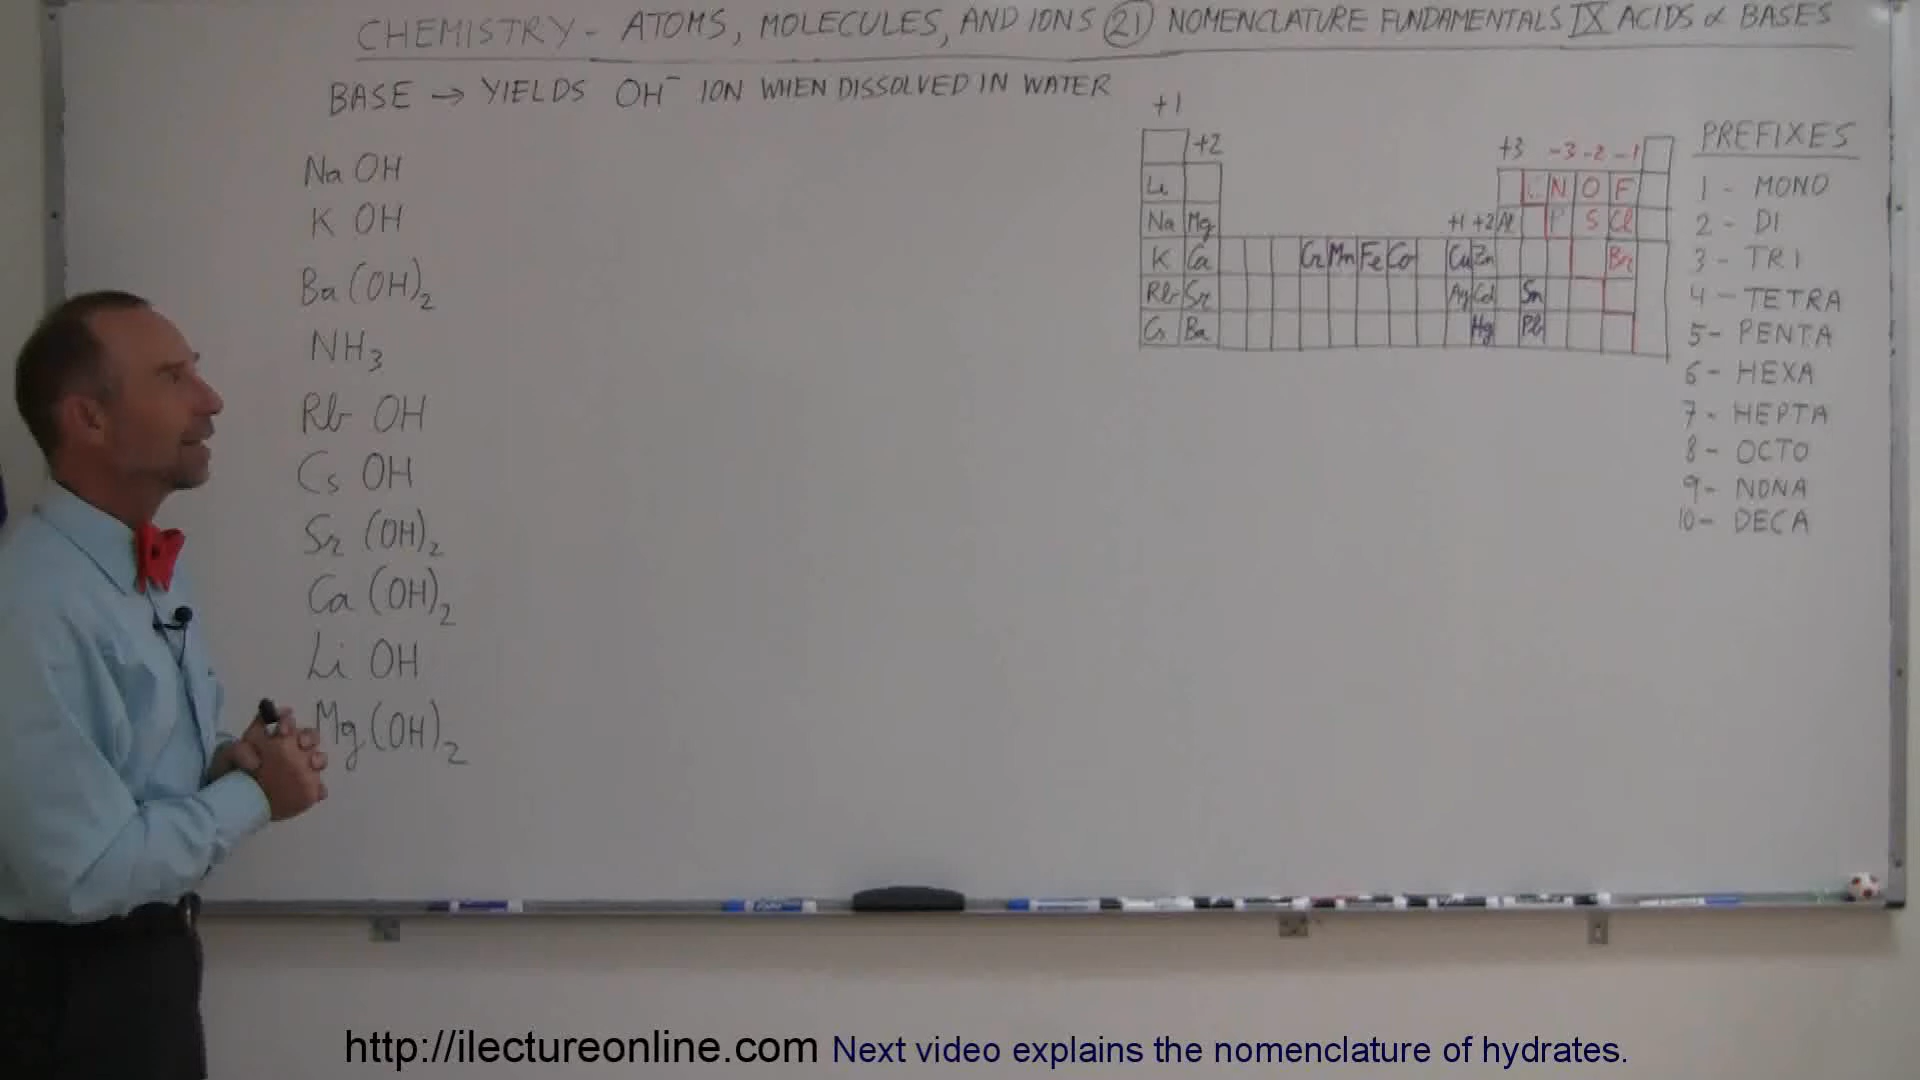 CHEMISTRY - ATOMS, MOLECULES, AND IONS 21 NOMENCLATURE FUNDAMENTALS IX ACIDS & BASES
BASE → YIELDS OH⁻ ION WHEN DISSOLVED IN WATER
NaOH
KOH
Ba(OH)₂
NH₃
RbOH
CsOH
Sr(OH)₂
Ca(OH)₂
LiOH
Mg(OH)₂
+1
+2 +3 -3 -2 -1
Li N O F
Na Mg +1 +2 Al P S Cl
K Ca Cr Mn Fe Co Cu Zn Br
Rb Sr Ag Cd Sn
Cs Ba Hg Pb
PREFIXES
1 - MONO
2 - DI
3 - TRI
4 - TETRA
5 - PENTA
6 - HEXA
7 - HEPTA
8 - OCTO
9 - NONA
10 - DECA
http://ilectureonline.com Next video explains the nomenclature of hydrates.